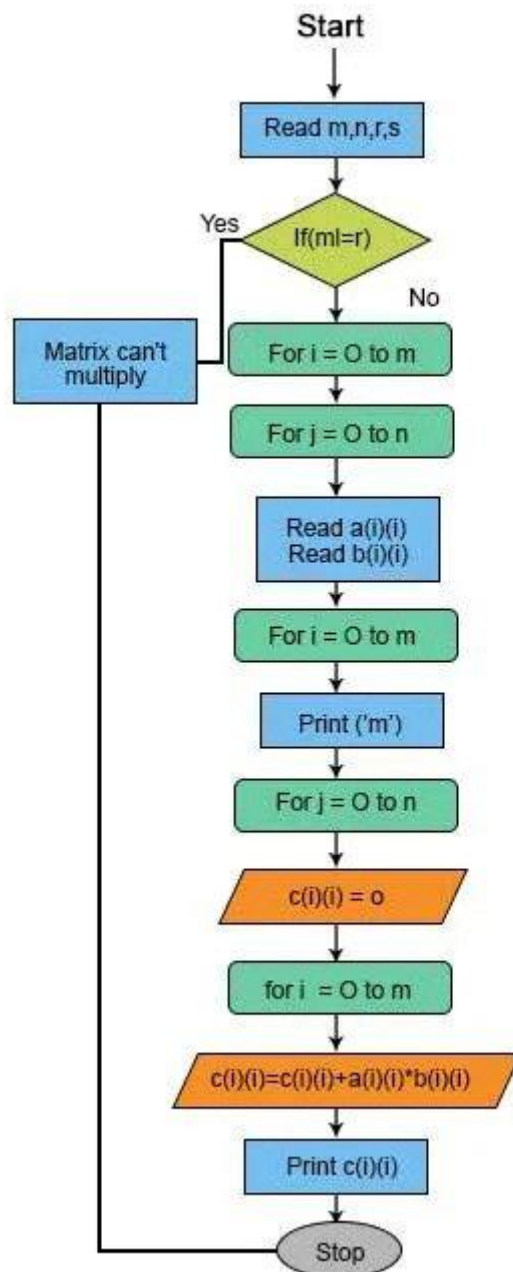 Start
Read m,n,r,s
Yes
If(ml=r)
No
Matrix can't
multiply
For i = O to m
For j = O to n
Read a(i)(i)
Read b(i)(i)
For i = O to m
Print (‘m’)
For j = O to n
c(i)(i) = o
for i = O to m
c(i)(i)=c(i)(i)+a(i)(i)*b(i)(i)
Print c(i)(i)
Stop